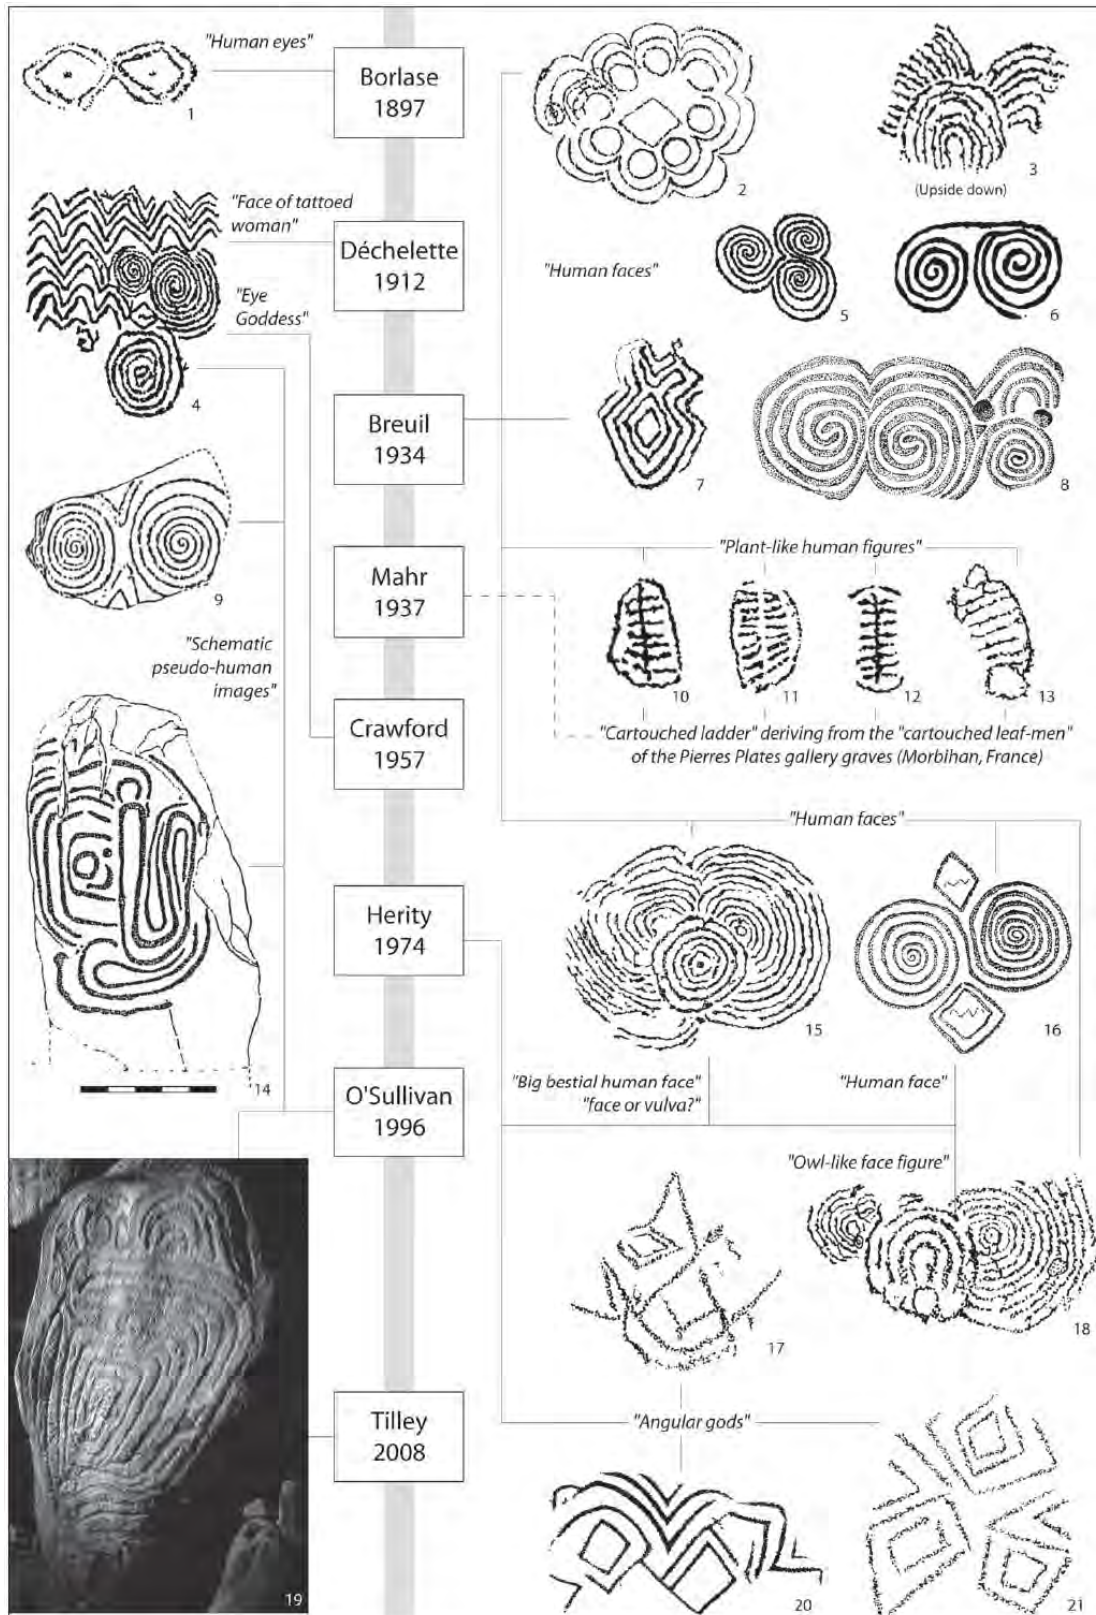 "Human eyes"
Borlase
1897
1
2
3
(Upside down)
"Face of tattoed
woman"
Déchelette
1912
"Human faces"
5
6
"Eye
Goddess"
4
Breuil
1934
7
8
9
Mahr
1937
"Plant-like human figures"
10
11
12
13
"Schematic
pseudo-human
images"
Crawford
1957
"Cartouched ladder" deriving from the "cartouched leaf-men"
of the Pierres Plates gallery graves (Morbihan, France)
"Human faces"
14
Herity
1974
15
16
"Big bestial human face"
"face or vulva?"
"Human face"
O'Sullivan
1996
"Owl-like face figure"
17
18
Tilley
2008
"Angular gods"
19
20
21